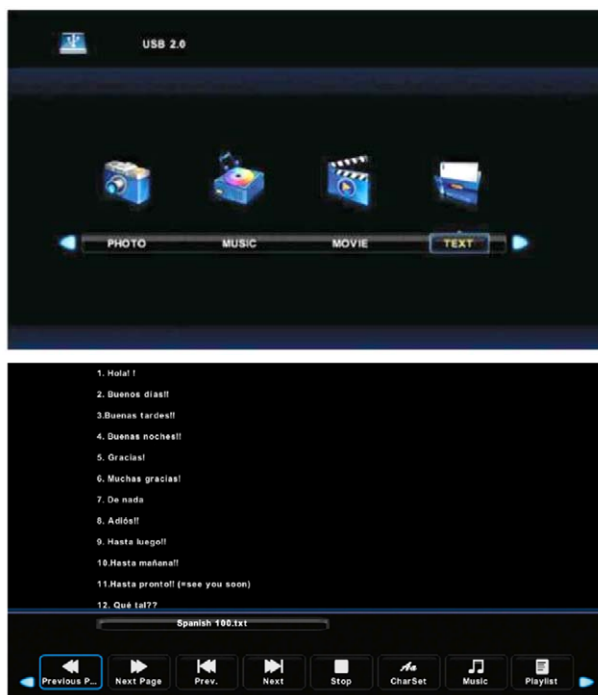 USB 2.0
PHOTO MUSIC MOVIE TEXT
1. Hola! !
2. Buenos días!!
3.Buenas tardes!!
4. Buenas noches!!
5. Gracias!
6. Muchas gracias!
7. De nada
8. Adiós!!
9. Hasta luego!!
10.Hasta mañana!!
11.Hasta pronto!! (=see you soon)
12. Qué tal??
Spanish 100.txt
Previous P... Next Page Prev. Next Stop Aa CharSet Music Playlist